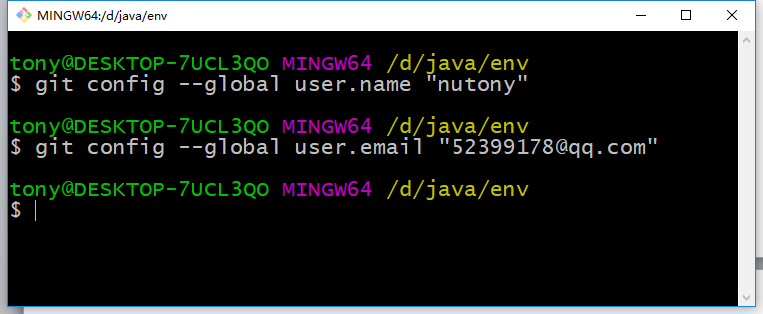 MINGW64:/d/java/env
tony@DESKTOP-7UCL3QO MINGW64 /d/java/env
$ git config --global user.name "nutony"
tony@DESKTOP-7UCL3QO MINGW64 /d/java/env
$ git config --global user.email "52399178@qq.com"
tony@DESKTOP-7UCL3QO MINGW64 /d/java/env
$